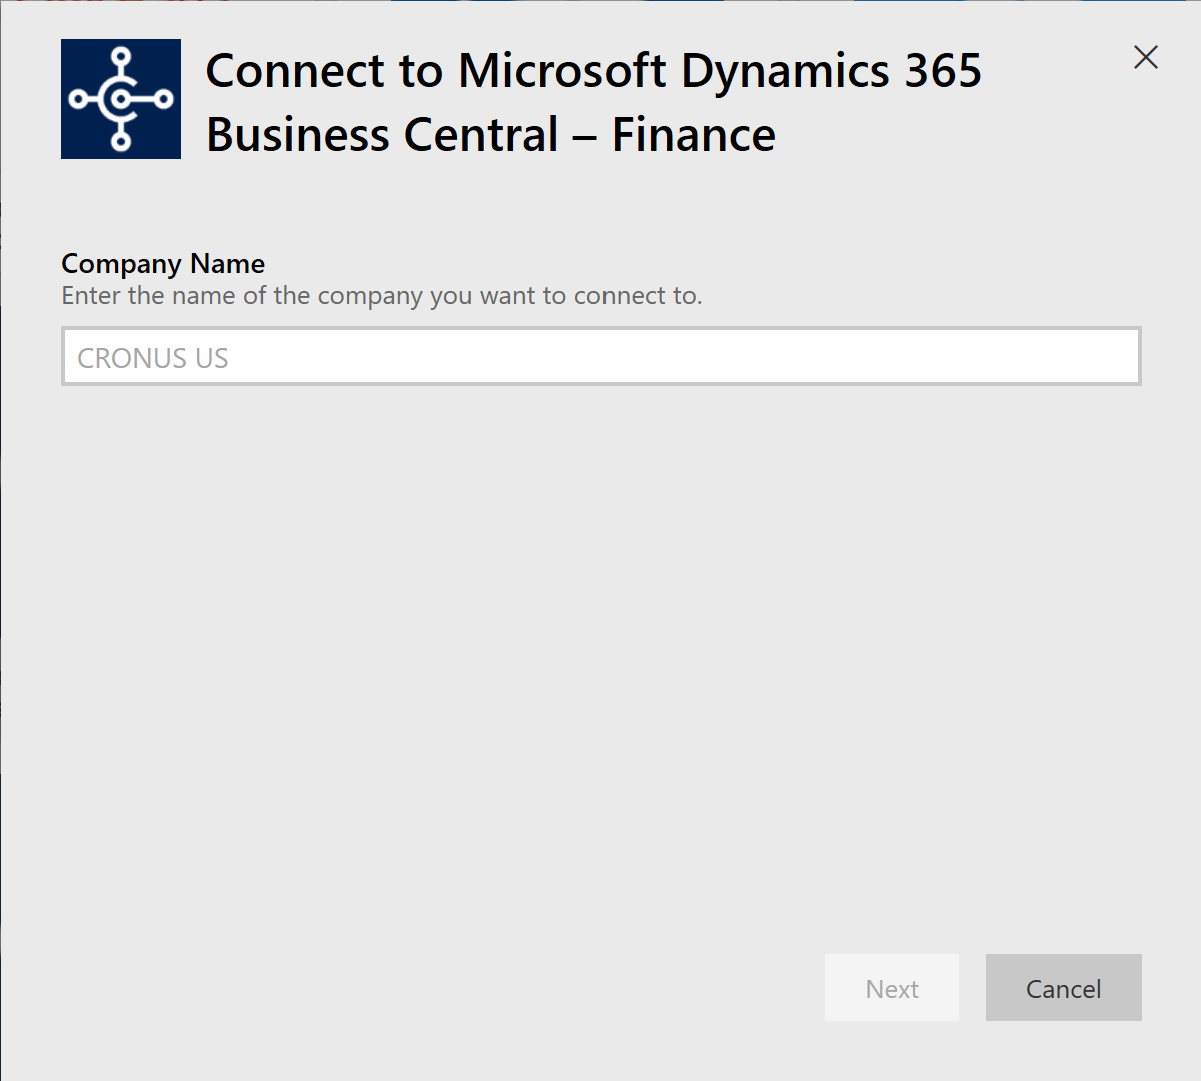 Connect to Microsoft Dynamics 365
Business Central – Finance
Company Name
Enter the name of the company you want to connect to.
CRONUS US
Next
Cancel